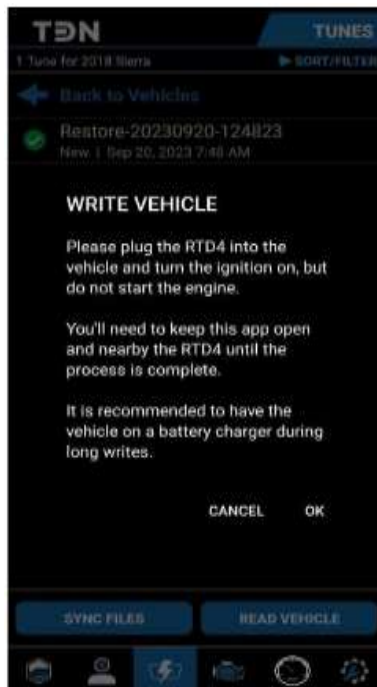 TDN
TUNES
1 Tune for 2018 Sierra
SORT/FILTER
Back to Vehicles
Restore-20230920-124823
New | Sep 20, 2023 7:48 AM
WRITE VEHICLE
Please plug the RTD4 into the
vehicle and turn the ignition on, but
do not start the engine.
You'll need to keep this app open
and nearby the RTD4 until the
process is complete.
It is recommended to have the
vehicle on a battery charger during
long writes.
CANCEL OK
SYNC FILES READ VEHICLE